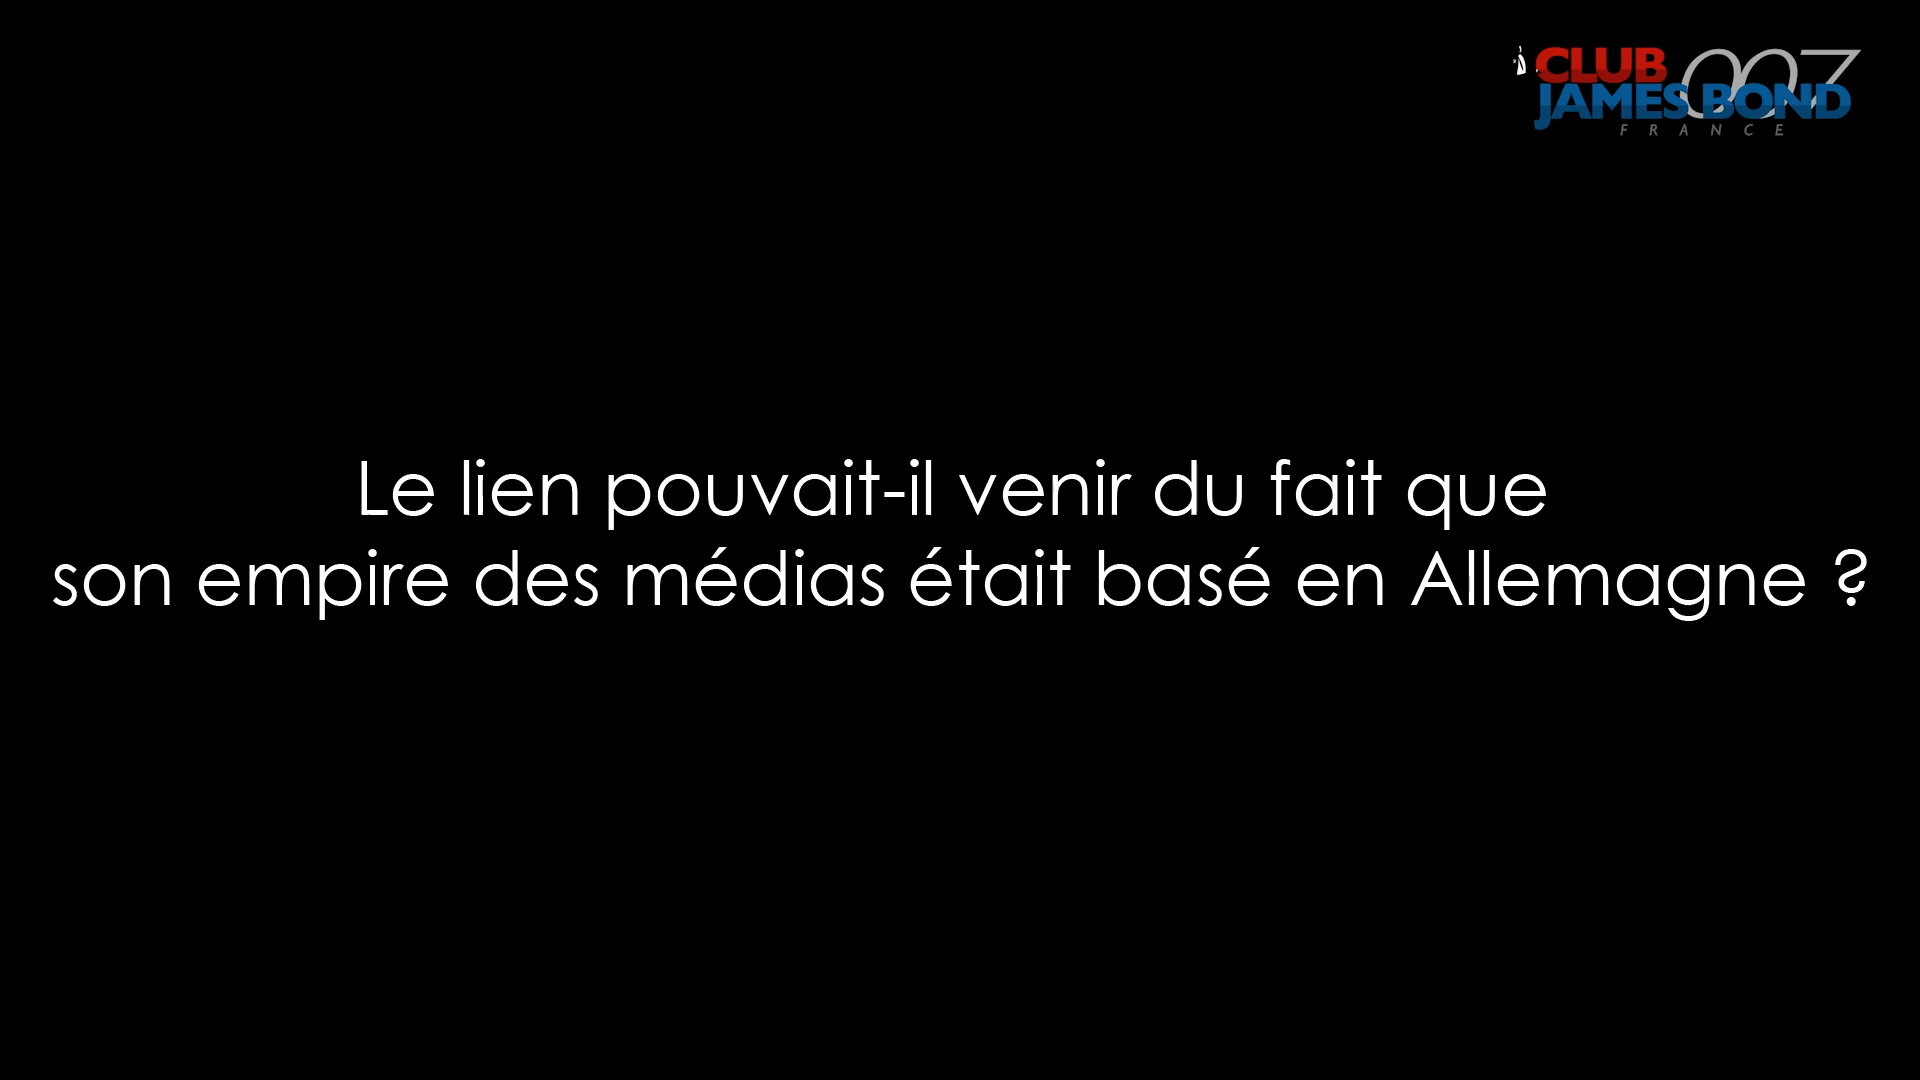 CLUB 007
JAMES BOND
FRANCE
Le lien pouvait-il venir du fait que
son empire des médias était basé en Allemagne ?